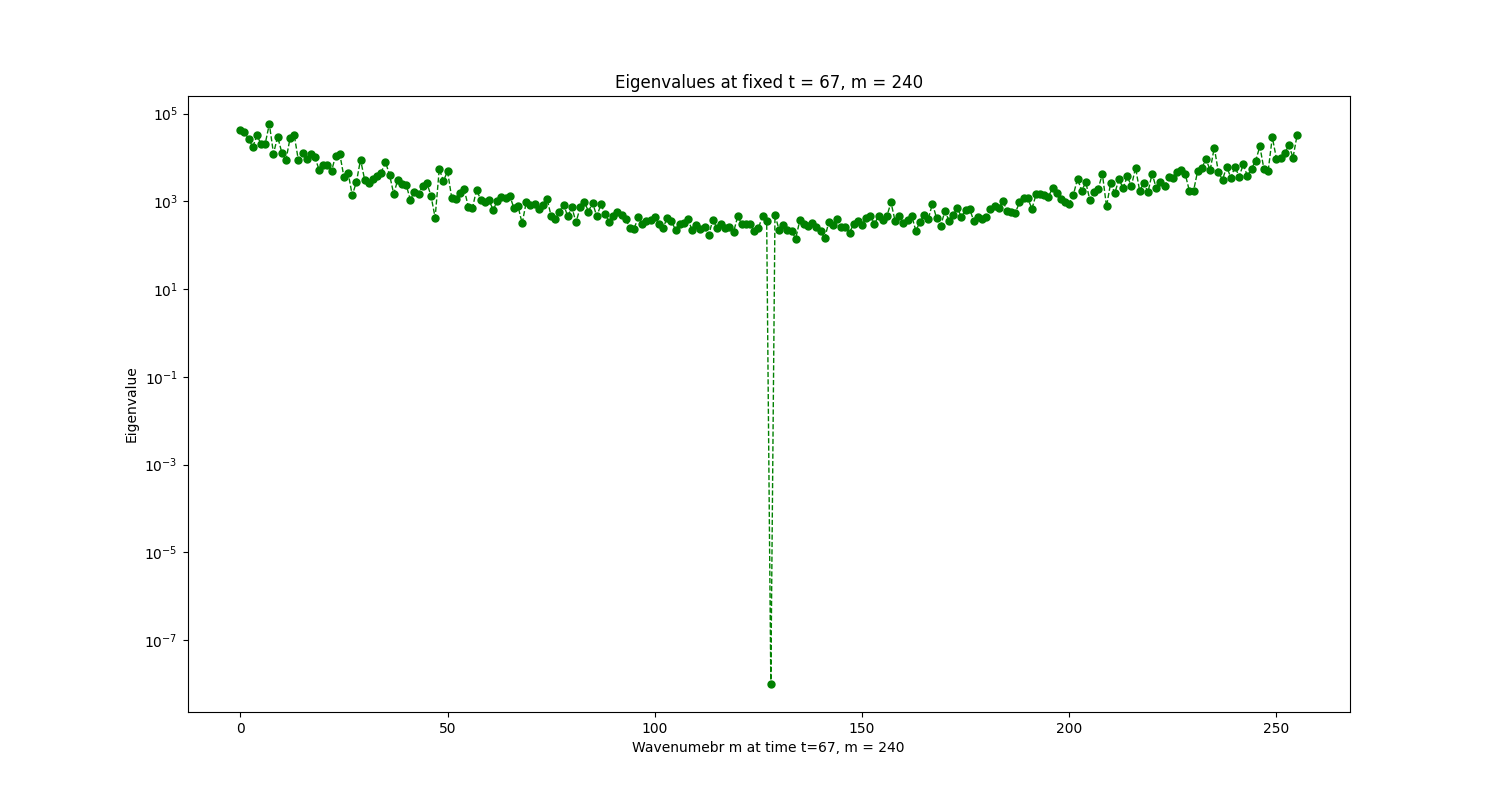 Eigenvalues at fixed t = 67, m = 240
10^5
10^3
10^1
10^-1
10^-3
10^-5
10^-7
Eigenvalue
0 50 100 150 200 250
Wavenumebr m at time t=67, m = 240